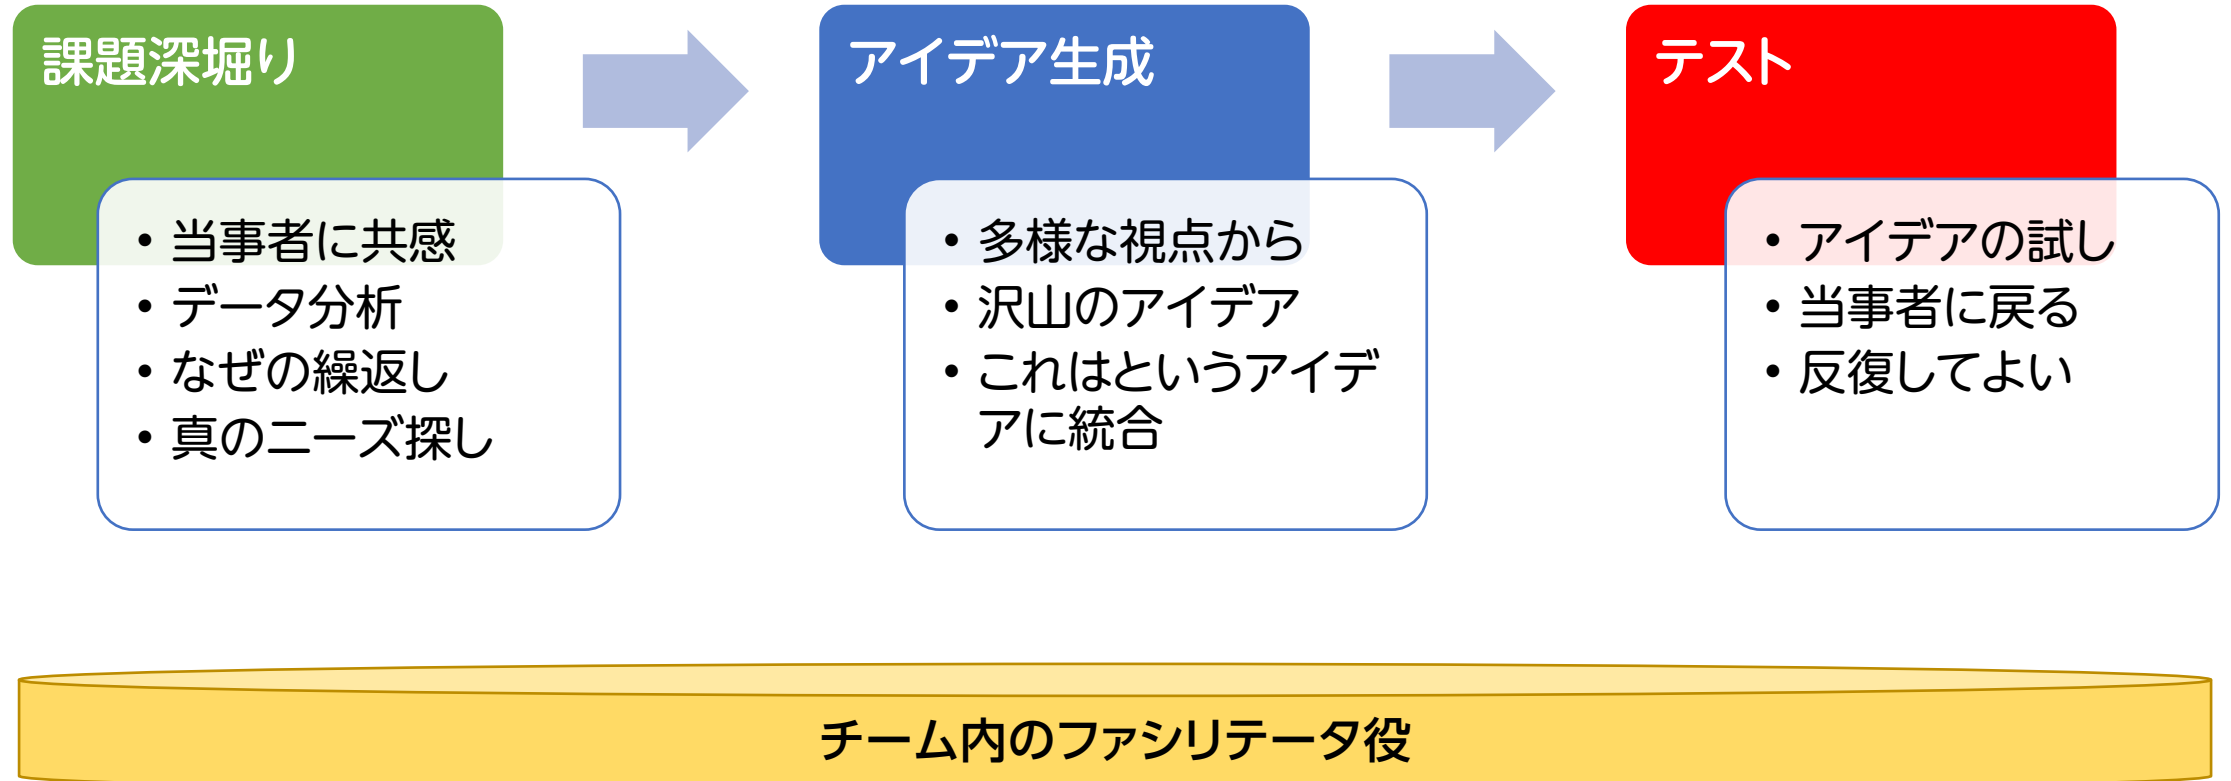 課題深堀り
・当事者に共感
・データ分析
・なぜの繰返し
・真のニーズ探し
アイデア生成
・多様な視点から
・沢山のアイデア
・これはというアイデ
アに統合
テスト
・アイデアの試し
・当事者に戻る
・反復してよい
チーム内のファシリテータ役